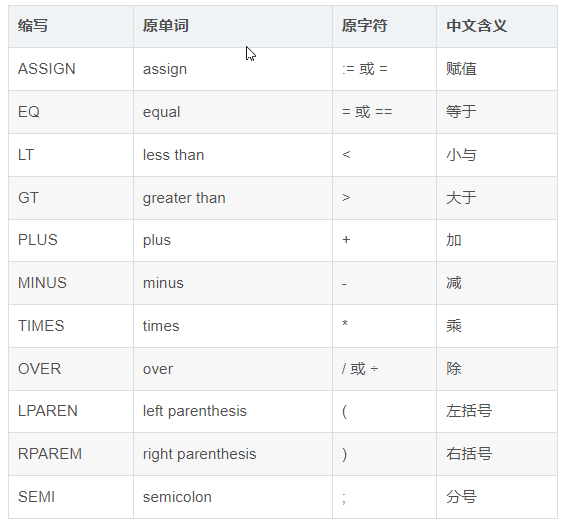 缩写 原单词 原字符 中文含义
ASSIGN assign := 或 = 赋值
EQ equal = 或 == 等于
LT less than < 小与
GT greater than > 大于
PLUS plus + 加
MINUS minus - 减
TIMES times * 乘
OVER over / 或 ÷ 除
LPAREN left parenthesis ( 左括号
RPAREM right parenthesis ) 右括号
SEMI semicolon ; 分号